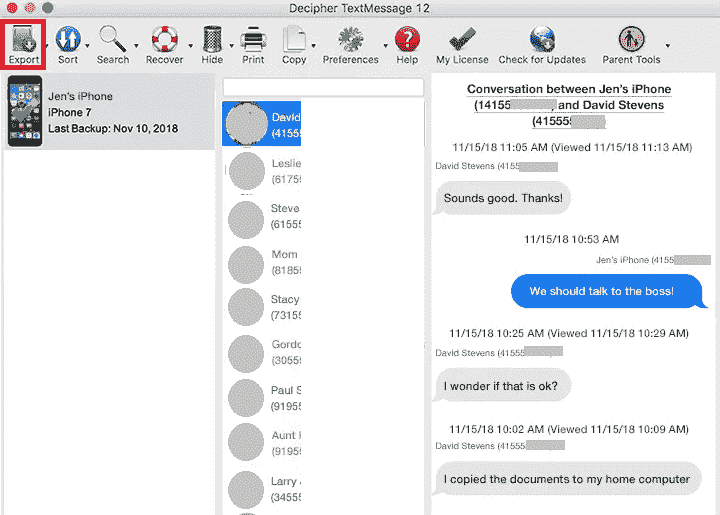 Decipher TextMessage 12
Export Sort Search Recover Hide Print Copy Preferences Help My License Check for Updates Parent Tools
Jen's iPhone
iPhone 7
Last Backup: Nov 10, 2018
David
(41555
Leslie
(61755
Steve
(61555
Mom
(81855
Stacy
(73155
Gordo
(30555
Paul S
(91955
Aunt
(91955
Larry
(34555
Conversation between Jen's iPhone
(14155 , and David Stevens
(41555
11/15/18 11:05 AM (Viewed 11/15/18 11:13 AM)
David Stevens (41555
Sounds good. Thanks!
11/15/18 10:53 AM
Jen's iPhone (4155
We should talk to the boss!
11/15/18 10:25 AM (Viewed 11/15/18 10:29 AM)
David Stevens (41555
I wonder if that is ok?
11/15/18 10:02 AM (Viewed 11/15/18 10:09 AM)
David Stevens (41555
I copied the documents to my home computer